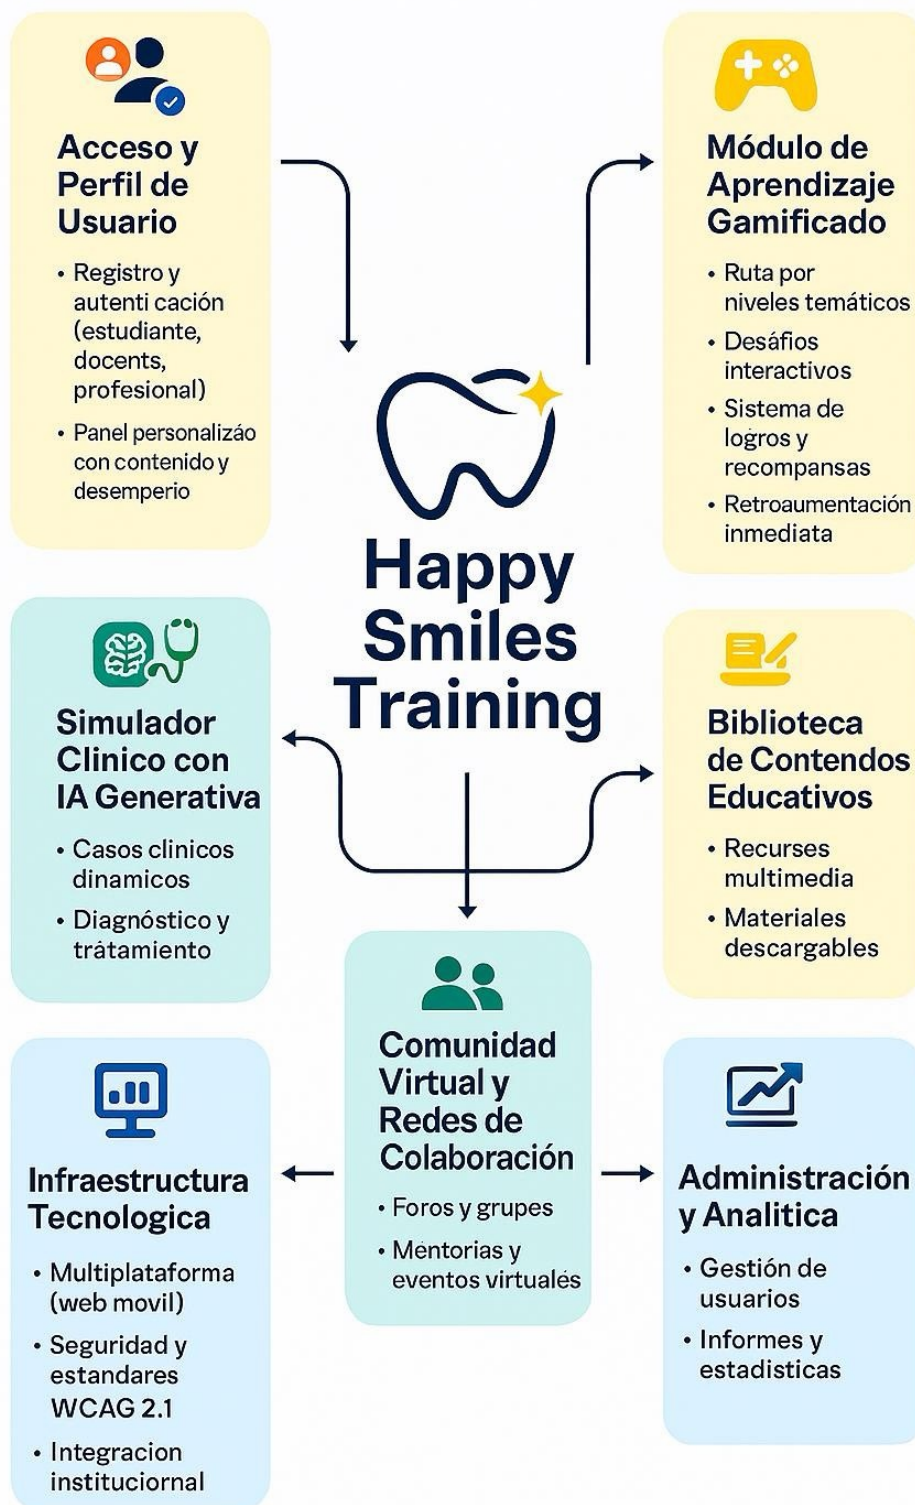 Acceso y
Perfil de
Usuario
• Registro y
autenti cación
(estudiante,
docents,
profesional)
• Panel personalizáo
con contenido y
desemperio
Módulo de
Aprendizaje
Gamificado
• Ruta por
niveles temáticos
• Desáfios
interactivos
• Sistema de
logros y
recompansas
• Retroaumentación
inmediata
Happy
Smiles
Training
Simulador
Clinico con
IA Generativa
• Casos clinicos
dinamicos
• Diagnóstico y
trátamiento
Biblioteca
de Contendos
Educativos
• Recurses
multimedia
• Materiales
descargables
Comunidad
Virtual y
Redes de
Colaboración
• Foros y grupes
• Méntorias y
eventos virtualés
Infraestructura
Tecnologica
• Multiplataforma
(web movil)
• Seguridad y
estandares
WCAG 2.1
• Integracion
instituciornal
Administración
y Analitica
• Gestión de
usuarios
• Informes y
estadisticas